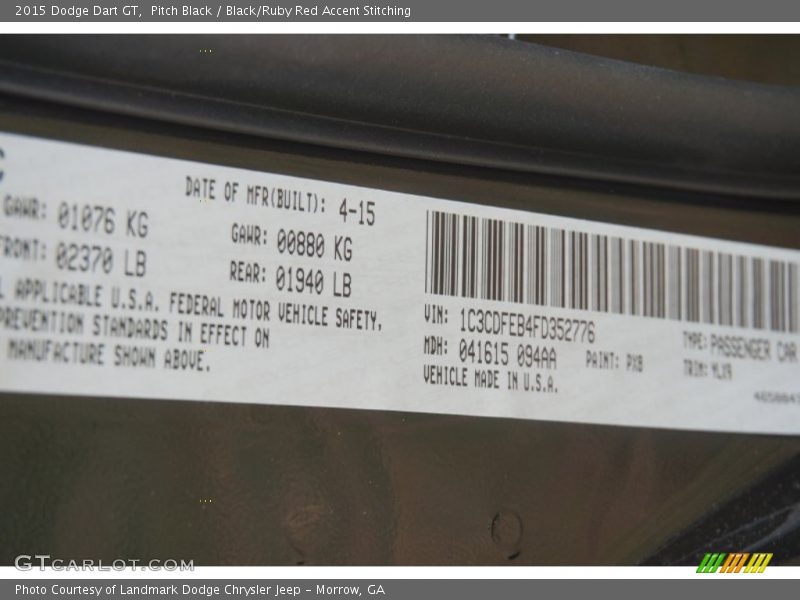 2015 Dodge Dart GT,  Pitch Black / Black/Ruby Red Accent Stitching
DATE OF MFR(BUILT): 4-15
GAWR: 01076 KG
GAWR: 00880 KG
FRONT: 02370 LB
REAR: 01940 LB
APPLICABLE U.S.A. FEDERAL MOTOR VEHICLE SAFETY,
PREVENTION STANDARDS IN EFFECT ON
MANUFACTURE SHOWN ABOVE.
VIN: 1C3CDFEB4FD352776
TYPE: PASSENGER CAR
MDH: 041615 094AA
PAINT: PX8
TRIM:
VEHICLE MADE IN U.S.A.
GTCARLOT.COM
Photo Courtesy of Landmark Dodge Chrysler Jeep – Morrow, GA